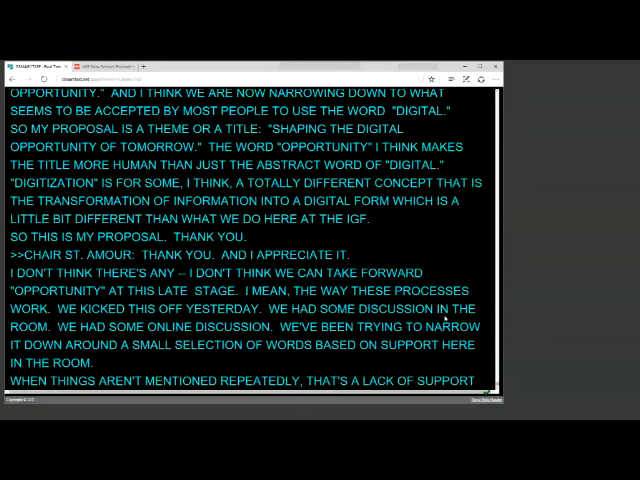 dreamtext.net
OPPORTUNITY."  AND I THINK WE ARE NOW NARROWING DOWN TO WHAT
SEEMS TO BE ACCEPTED BY MOST PEOPLE TO USE THE WORD  "DIGITAL."
SO MY PROPOSAL IS A THEME OR A TITLE:  "SHAPING THE DIGITAL
OPPORTUNITY OF TOMORROW."  THE WORD "OPPORTUNITY" I THINK MAKES
THE TITLE MORE HUMAN THAN JUST THE ABSTRACT WORD OF "DIGITAL."
"DIGITIZATION" IS FOR SOME, I THINK, A TOTALLY DIFFERENT CONCEPT THAT IS
THE TRANSFORMATION OF INFORMATION INTO A DIGITAL FORM WHICH IS A
LITTLE BIT DIFFERENT THAN WHAT WE DO HERE AT THE IGF.
SO THIS IS MY PROPOSAL.  THANK YOU.
>>CHAIR ST. AMOUR:  THANK YOU.  AND I APPRECIATE IT.
I DON'T THINK THERE'S ANY -- I DON'T THINK WE CAN TAKE FORWARD
"OPPORTUNITY" AT THIS LATE  STAGE.  I MEAN, THE WAY THESE PROCESSES
WORK.  WE KICKED THIS OFF YESTERDAY.  WE HAD SOME DISCUSSION IN THE
ROOM.  WE HAD SOME ONLINE DISCUSSION.  WE'VE BEEN TRYING TO NARROW
IT DOWN AROUND A SMALL SELECTION OF WORDS BASED ON SUPPORT HERE
IN THE ROOM.
WHEN THINGS AREN'T MENTIONED REPEATEDLY, THAT'S A LACK OF SUPPORT